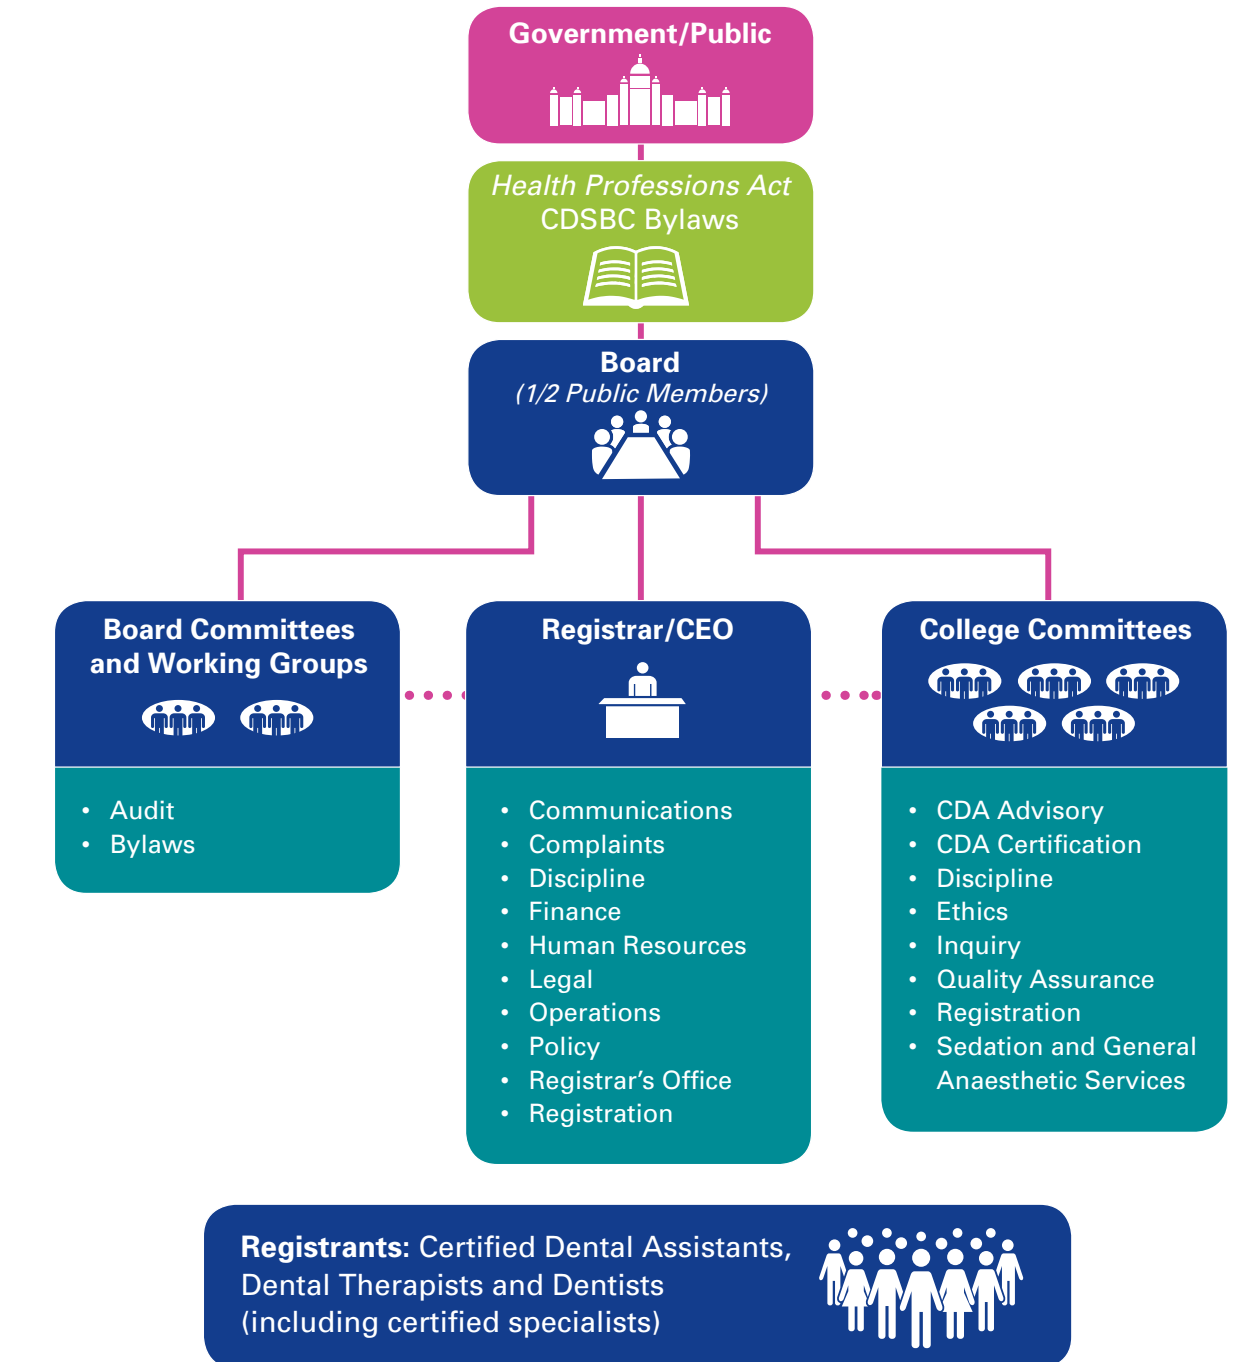 Government/Public
Health Professions Act
CDSBC Bylaws
Board
(1/2 Public Members)
Board Committees
and Working Groups
• Audit
• Bylaws
Registrar/CEO
• Communications
• Complaints
• Discipline
• Finance
• Human Resources
• Legal
• Operations
• Policy
• Registrar’s Office
• Registration
College Committees
• CDA Advisory
• CDA Certification
• Discipline
• Ethics
• Inquiry
• Quality Assurance
• Registration
• Sedation and General
Anaesthetic Services
Registrants: Certified Dental Assistants,
Dental Therapists and Dentists
(including certified specialists)